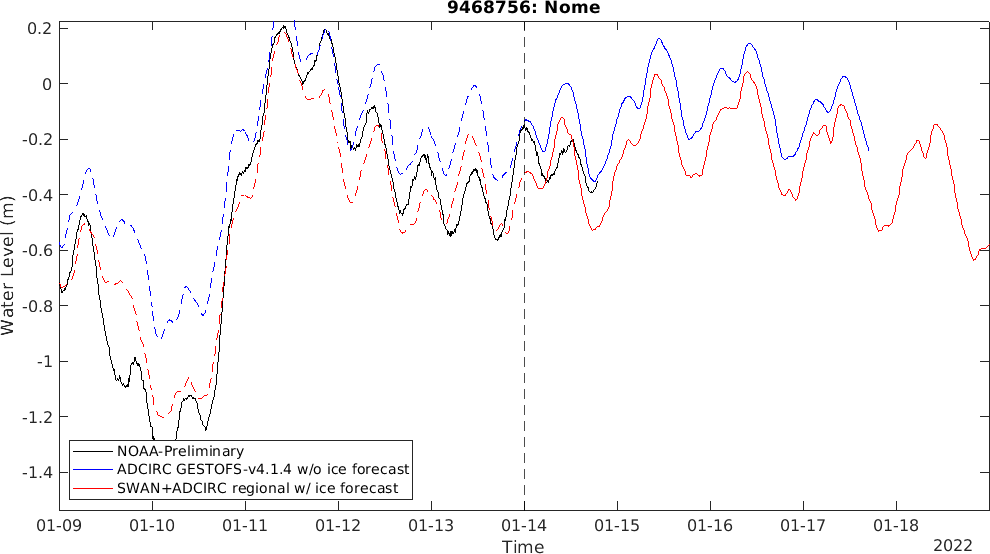 9468756: Nome
0.2
0
-0.2
-0.4
-0.6
-0.8
-1
-1.2
-1.4
Water Level (m)
NOAA-Preliminary
ADCIRC GESTOFS-v4.1.4 w/o ice forecast
SWAN+ADCIRC regional w/ ice forecast
01-09 01-10 01-11 01-12 01-13 01-14 01-15 01-16 01-17 01-18
Time
2022